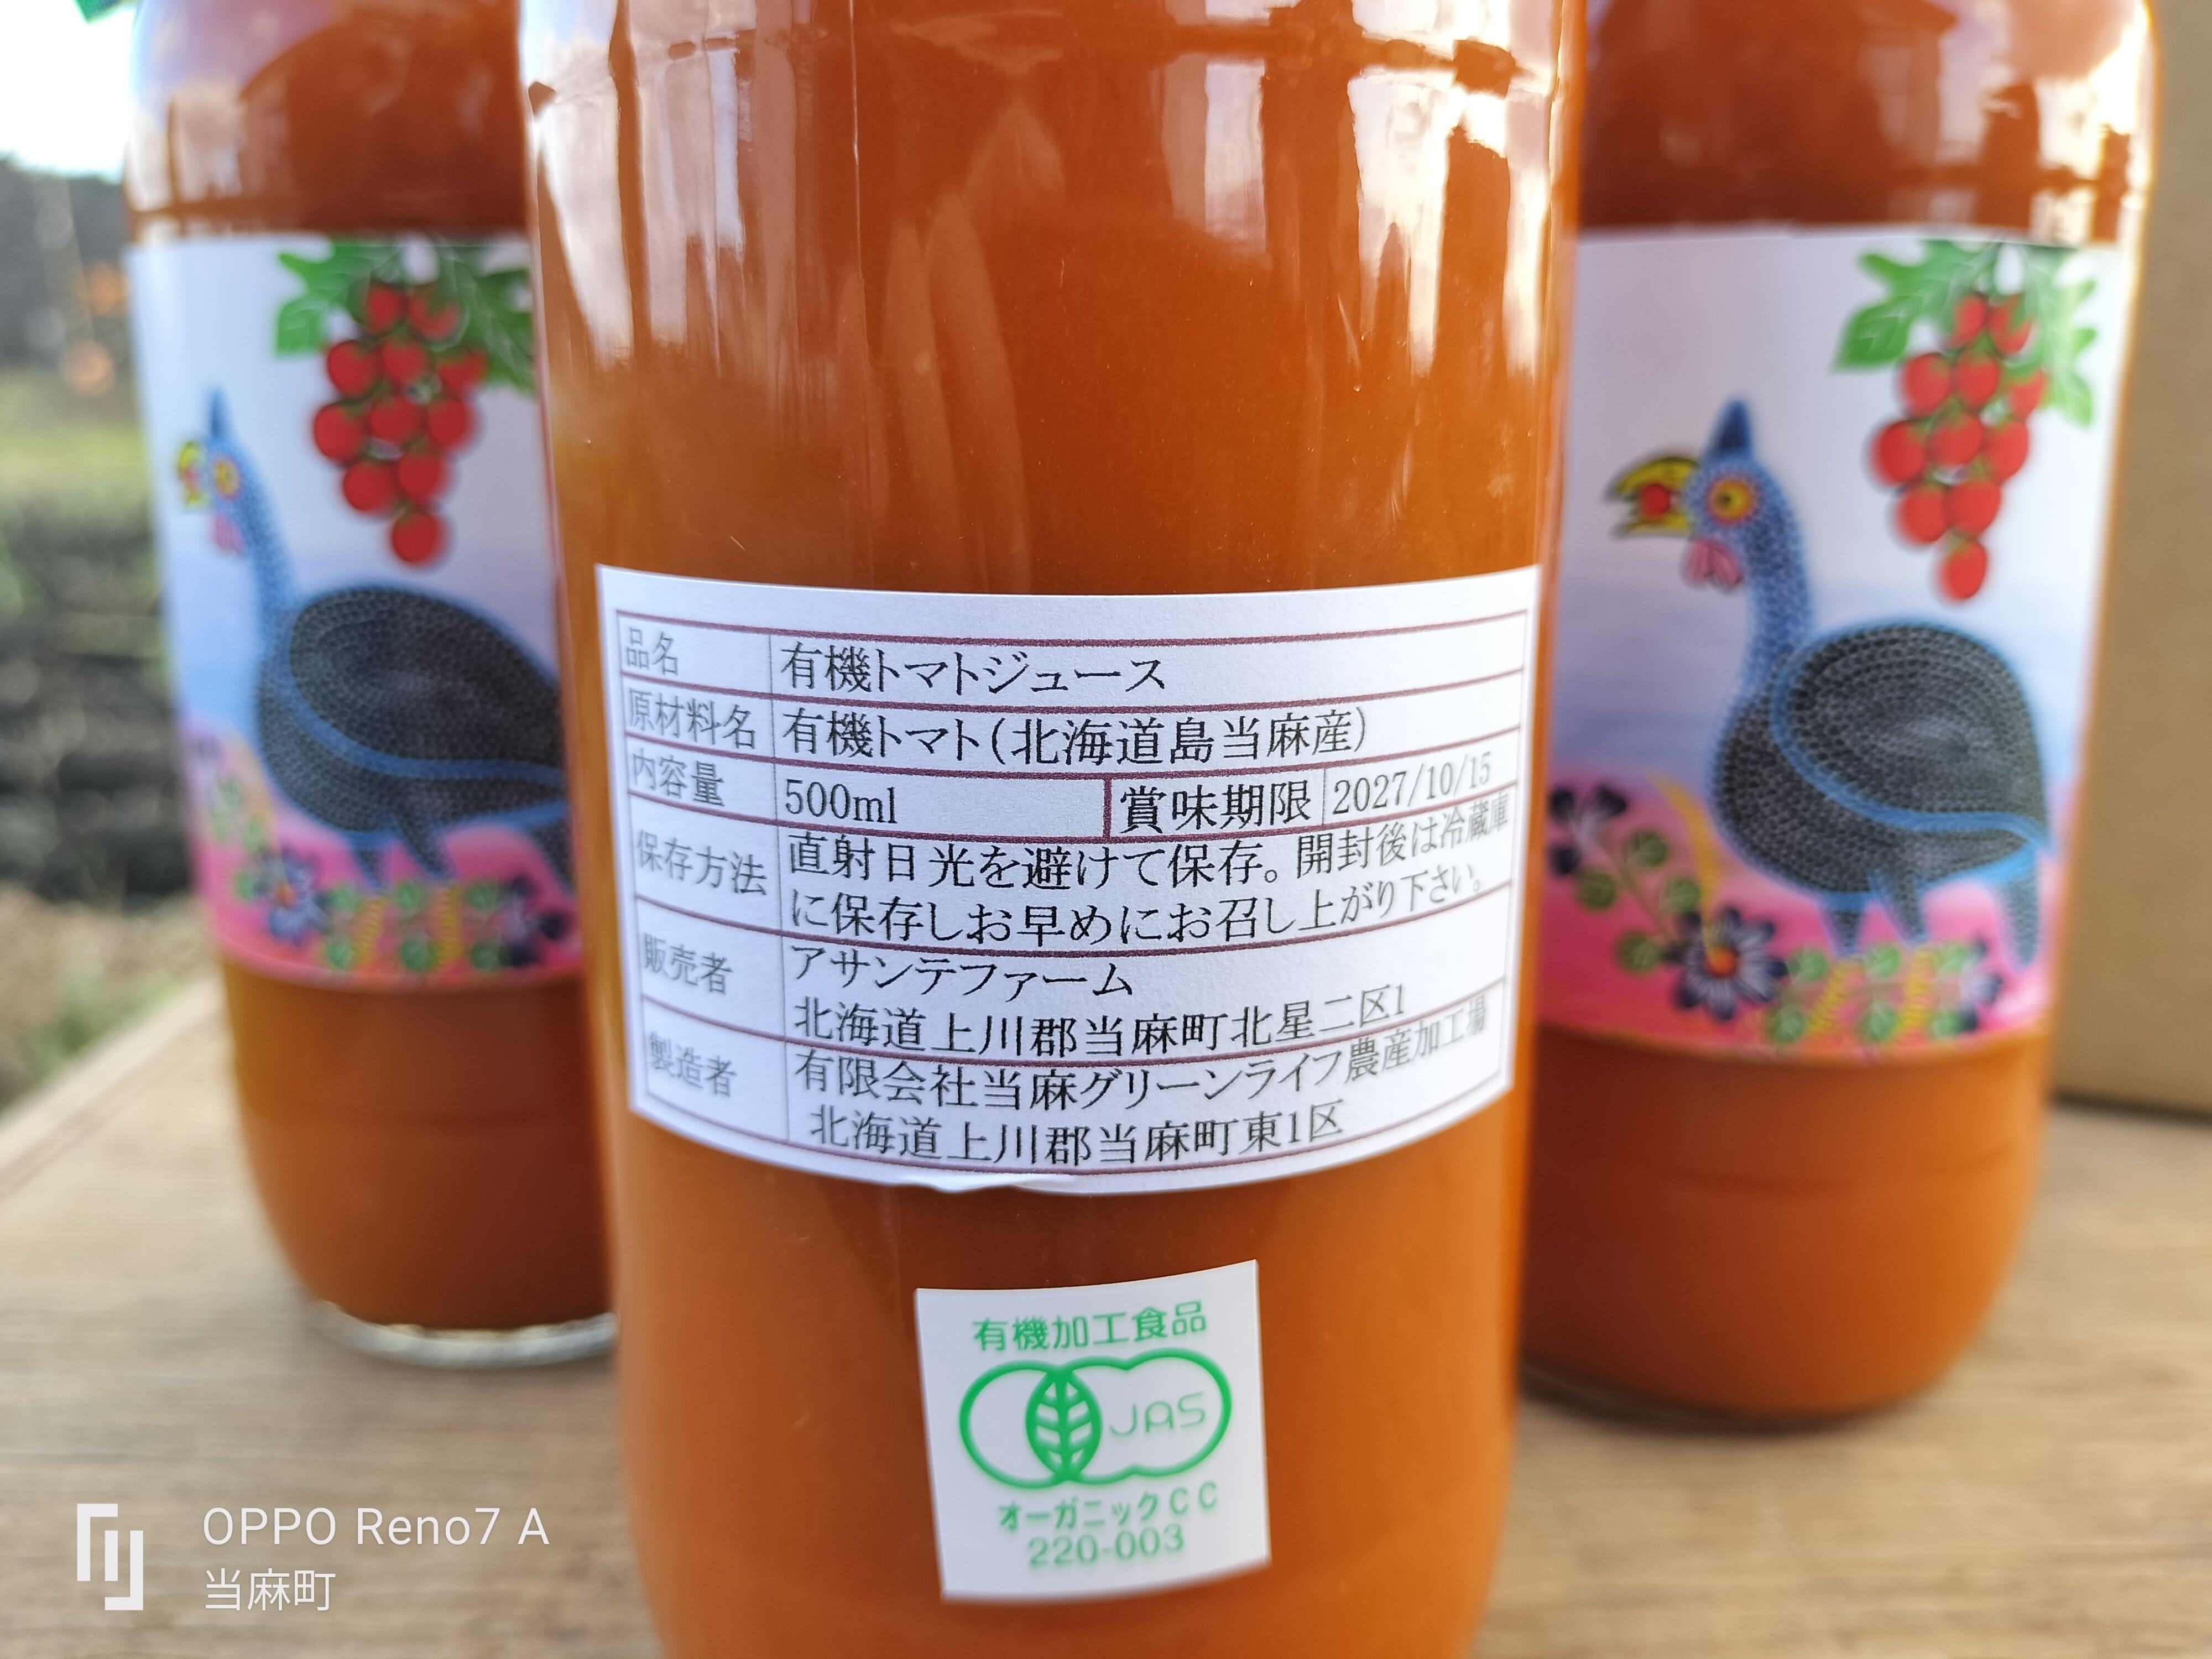 品名 有機トマトジュース
原材料名 有機トマト(北海道島当麻産)
内容量 500ml 賞味期限 2027/10/15
保存方法 直射日光を避けて保存。開封後は冷蔵庫
に保存しお早めにお召し上がり下さい。
販売者 アサンテファーム
北海道上川郡当麻町北星二区1
製造者 有限会社当麻グリーンライフ農産加工場
北海道上川郡当麻町東1区
有機加工食品
JAS
オーガニックCC
220-003
OPPO Reno7 A
当麻町